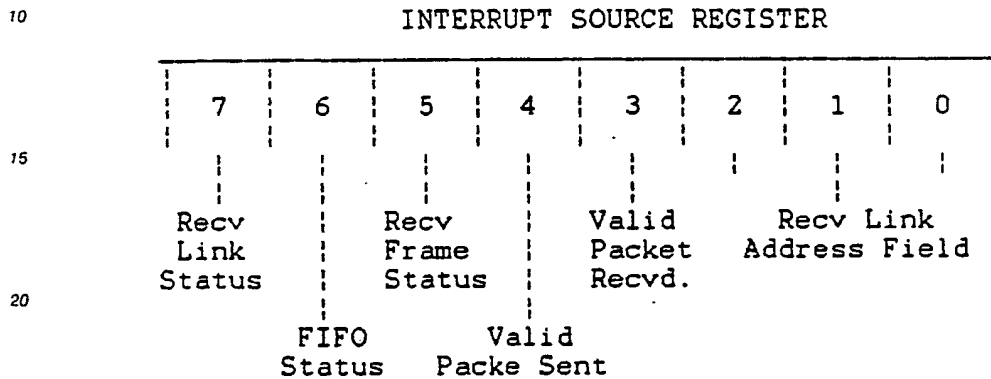 10 INTERRUPT SOURCE REGISTER
7 6 5 4 3 2 1 0
15
Recv Recv Valid Recv Link
Link Frame Packet Address Field
Status Status Recvd.
20
FIFO Valid
Status Packe Sent